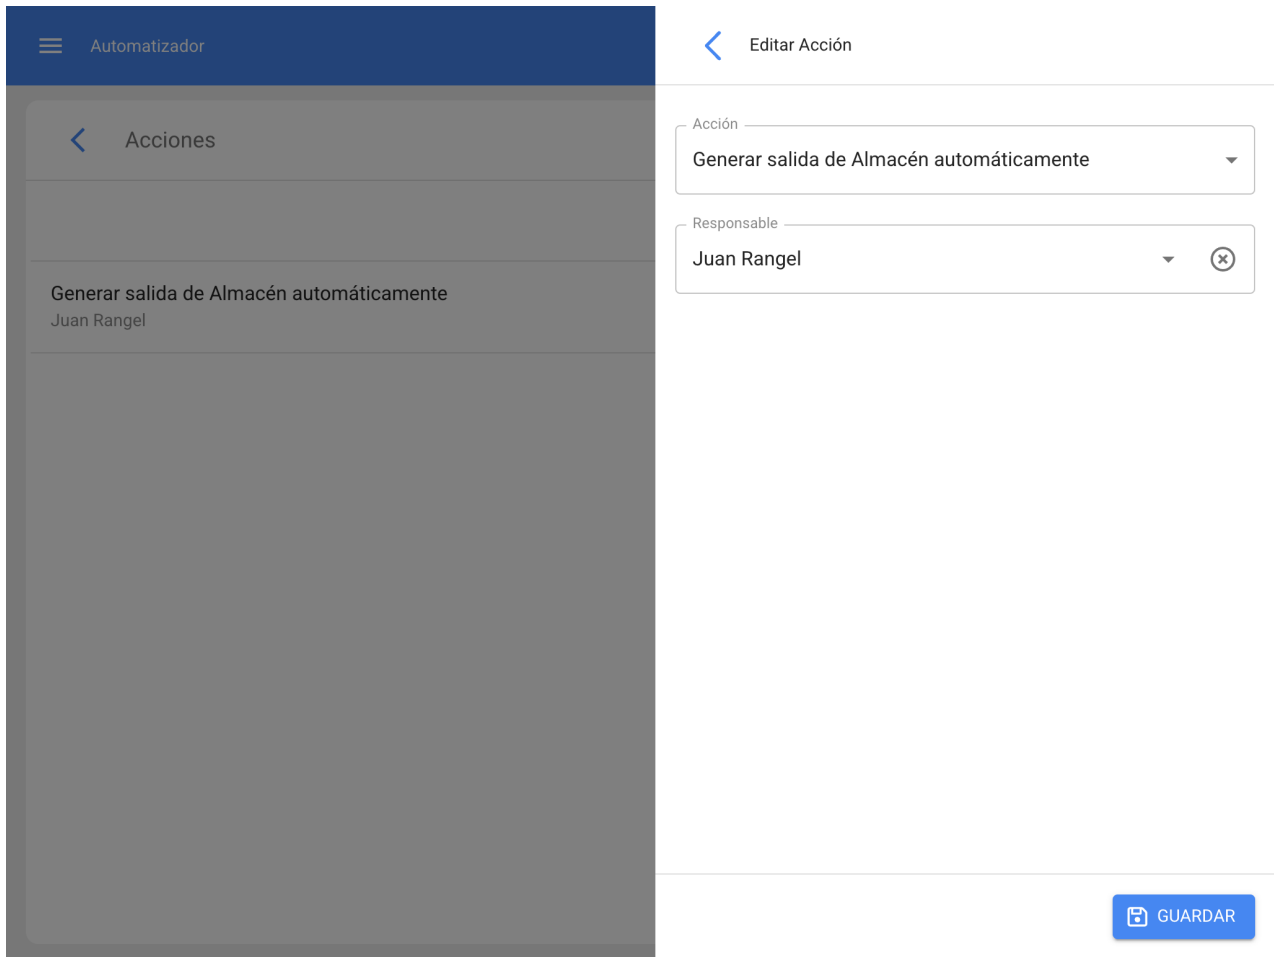 Automatizador
Acciones
Generar salida de Almacén automáticamente
Juan Rangel
Editar Acción
Acción
Generar salida de Almacén automáticamente
Responsable
Juan Rangel
GUARDAR